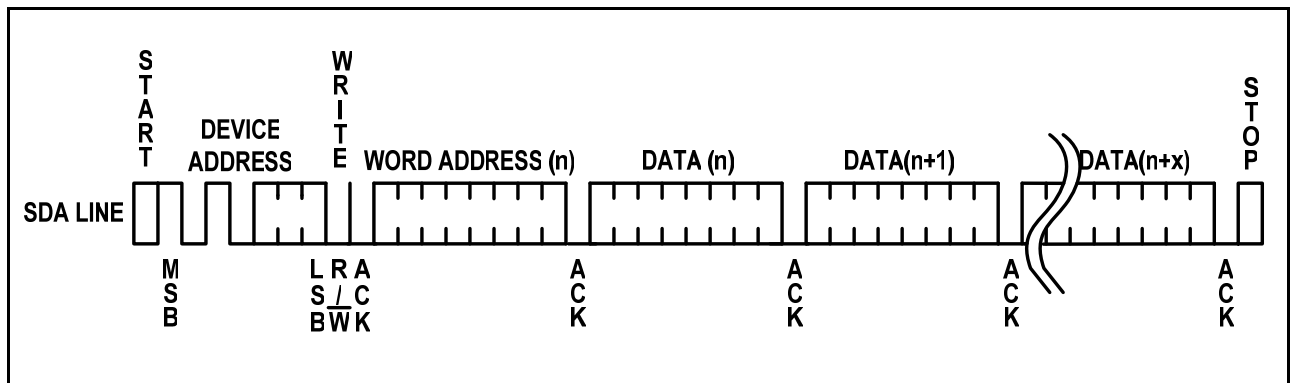 START
WRITE
STOP
DEVICE
ADDRESS
WORD ADDRESS (n)
DATA (n)
DATA(n+1)
DATA(n+x)
SDA LINE
MSB
LSB
R/W
ACK
ACK
ACK
ACK
ACK